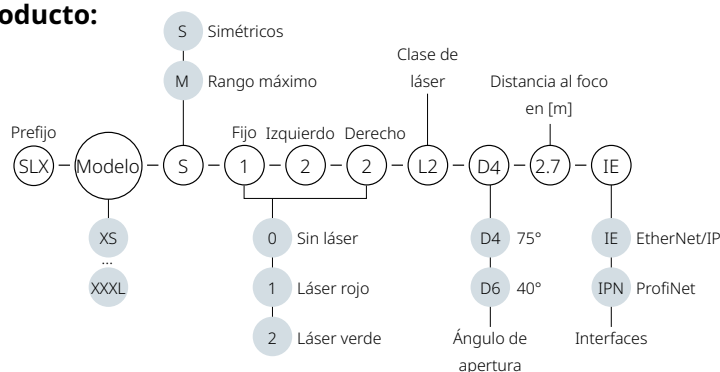 oducto:
S Simétricos
M Rango máximo
Clase de
láser
Distancia al foco
en [m]
Prefijo
Fijo Izquierdo Derecho
SLX – Modelo – S – 1 – 2 – 2 – L2 – D4 – 2.7 – IE
XS
...
XXXL
0 Sin láser
1 Láser rojo
2 Láser verde
D4 75°
D6 40°
Ángulo de
apertura
IE EtherNet/IP
IPN ProfiNet
Interfaces